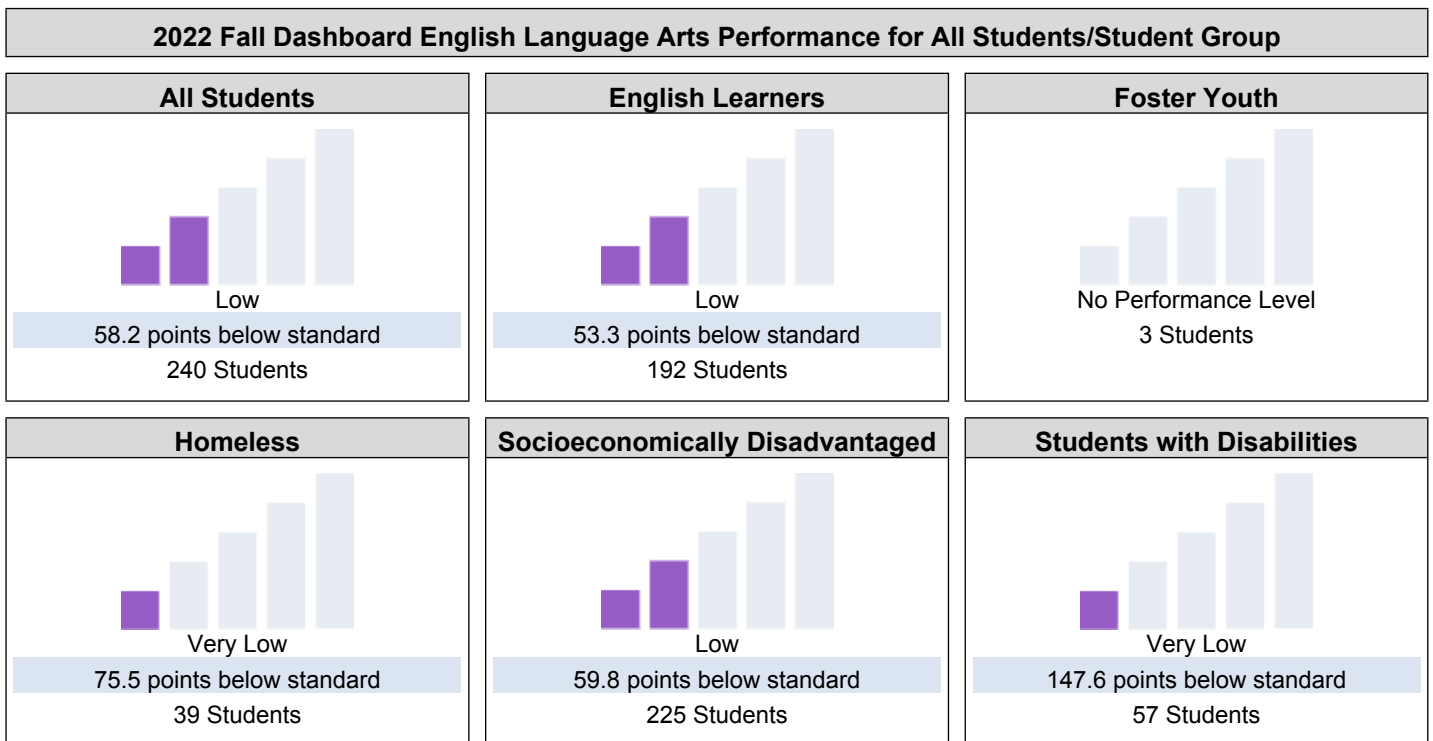 2022 Fall Dashboard English Language Arts Performance for All Students/Student Group
All Students
Low
58.2 points below standard
240 Students
English Learners
Low
53.3 points below standard
192 Students
Foster Youth
No Performance Level
3 Students
Homeless
Very Low
75.5 points below standard
39 Students
Socioeconomically Disadvantaged
Low
59.8 points below standard
225 Students
Students with Disabilities
Very Low
147.6 points below standard
57 Students